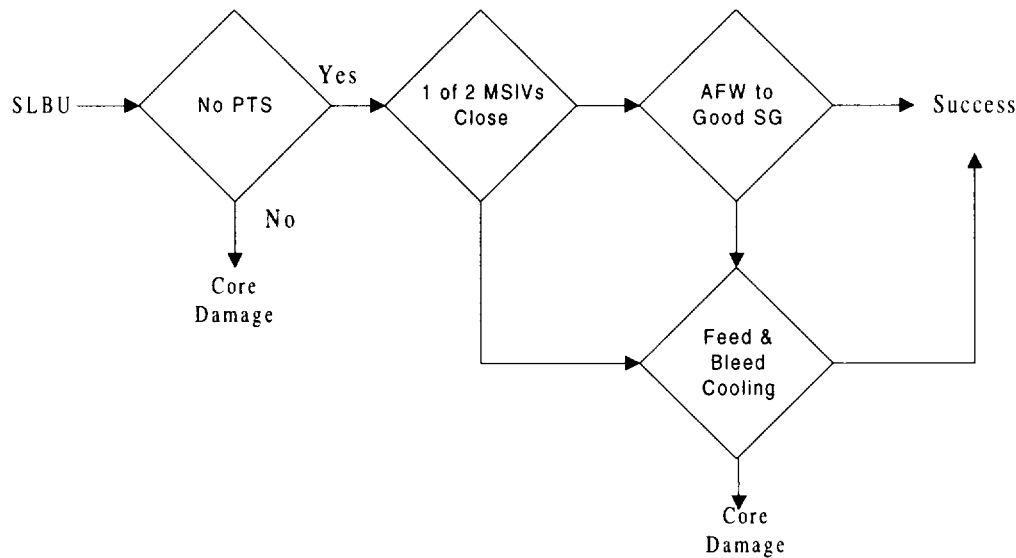 SLBU
No PTS
Yes
1 of 2 MSIVs
Close
AFW to
Good SG
Success
No
Core
Damage
Feed &
Bleed
Cooling
Core
Damage